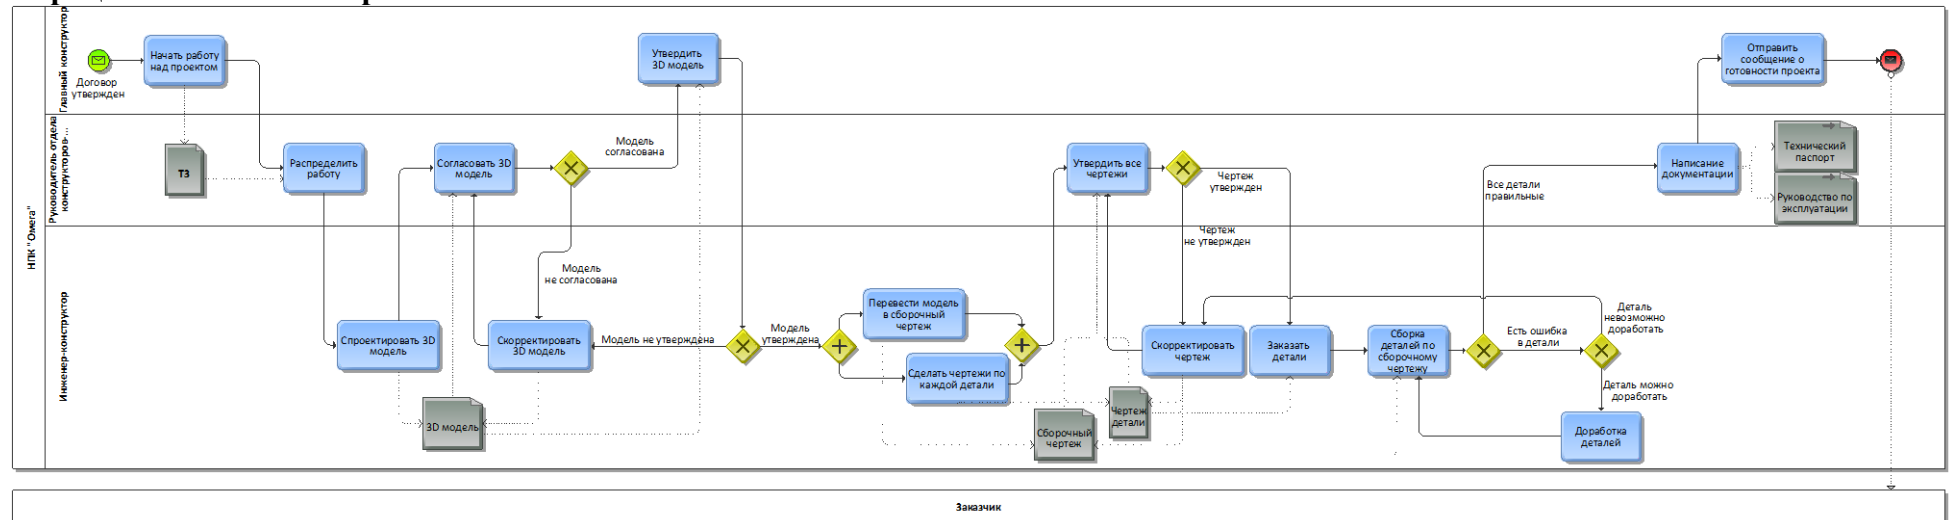 НПК "Омега"
Главный конструктор
Руководитель отдела
конструкторов-...
Инженер-конструктор
Договор
утвержден
Начать работу
над проектом
ТЗ
Распределить
работу
Спроектировать 3D
модель
3D модель
Согласовать 3D
модель
Модель
согласована
Модель
не согласована
Скорректировать
3D модель
Утвердить
3D модель
Модель не утверждена
Модель
утверждена
Перевести модель
в сборочный
чертеж
Сделать чертежи по
каждой детали
Сборочный
чертеж
Чертеж
детали
Утвердить все
чертежи
Чертеж
утвержден
Чертеж
не утвержден
Скорректировать
чертеж
Заказать
детали
Сборка
деталей по
сборочному
чертежу
Все детали
правильные
Есть ошибка
в детали
Деталь
невозможно
доработать
Деталь можно
доработать
Доработка
деталей
Написание
документации
Технический
паспорт
Руководство по
эксплуатации
Отправить
сообщение о
готовности проекта
Заказчик